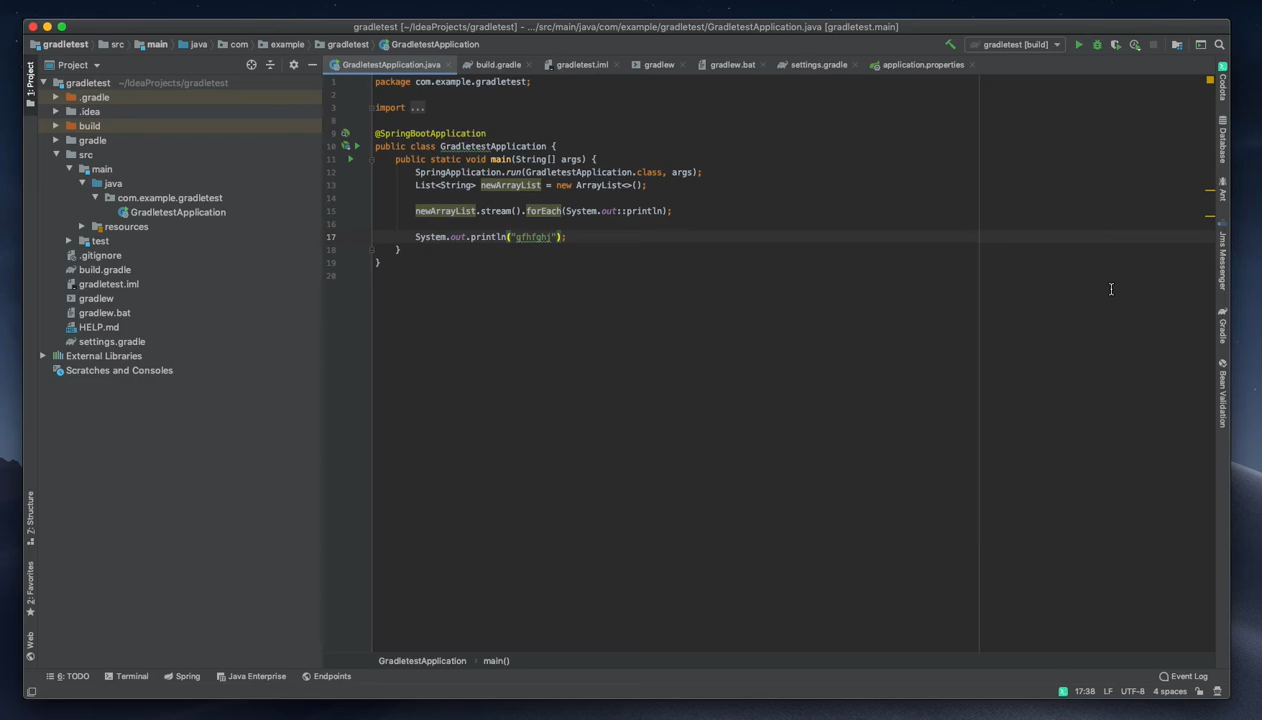 gradletest [~/IdeaProjects/gradletest] - .../src/main/java/com/example/gradletest/GradletestApplication.java [gradletest.main]
gradletest src main java com example gradletest GradletestApplication gradletest [build]
Project
GradletestApplication.java build.gradle gradletest.iml gradlew gradlew.bat settings.gradle application.properties
1: Project
gradletest ~/IdeaProjects/gradletest
.gradle
.idea
build
gradle
src
main
java
com.example.gradletest
GradletestApplication
resources
test
.gitignore
build.gradle
gradletest.iml
gradlew
gradlew.bat
HELP.md
settings.gradle
External Libraries
Scratches and Consoles
7: Structure
2: Favorites
Web
1 package com.example.gradletest;
2
3 import ...
8
9 @SpringBootApplication
10 public class GradletestApplication {
11 public static void main(String[] args) {
12 SpringApplication.run(GradletestApplication.class, args);
13 List<String> newArrayList = new ArrayList<>();
14
15 newArrayList.stream().forEach(System.out::println);
16
17 System.out.println("gfhfghj");
18 }
19 }
20
Codota
Database
Ant
Jms Messenger
Gradle
Bean Validation
GradletestApplication main()
6: TODO Terminal Spring Java Enterprise Endpoints Event Log
17:38 LF UTF-8 4 spaces